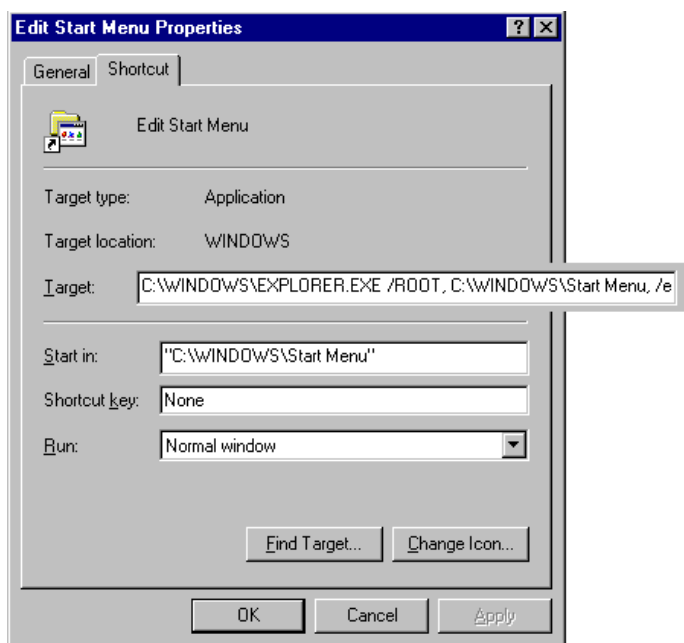 Edit Start Menu Properties
General Shortcut
Edit Start Menu
Target type: Application
Target location: WINDOWS
Target: C:\WINDOWS\EXPLORER.EXE /ROOT, C:\WINDOWS\Start Menu, /e
Start in: "C:\WINDOWS\Start Menu"
Shortcut key: None
Run: Normal window
Find Target... Change Icon...
OK Cancel Apply